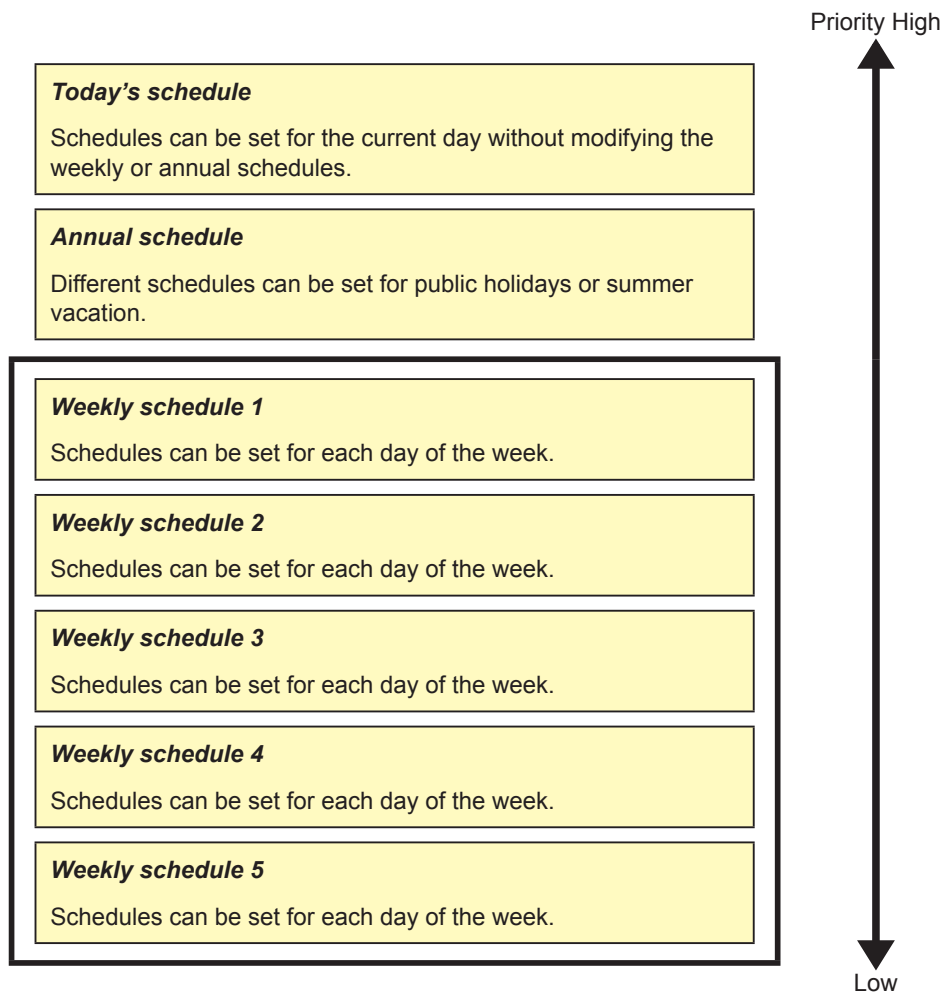 Priority High
Today's schedule
Schedules can be set for the current day without modifying the
weekly or annual schedules.
Annual schedule
Different schedules can be set for public holidays or summer
vacation.
Weekly schedule 1
Schedules can be set for each day of the week.
Weekly schedule 2
Schedules can be set for each day of the week.
Weekly schedule 3
Schedules can be set for each day of the week.
Weekly schedule 4
Schedules can be set for each day of the week.
Weekly schedule 5
Schedules can be set for each day of the week.
Low